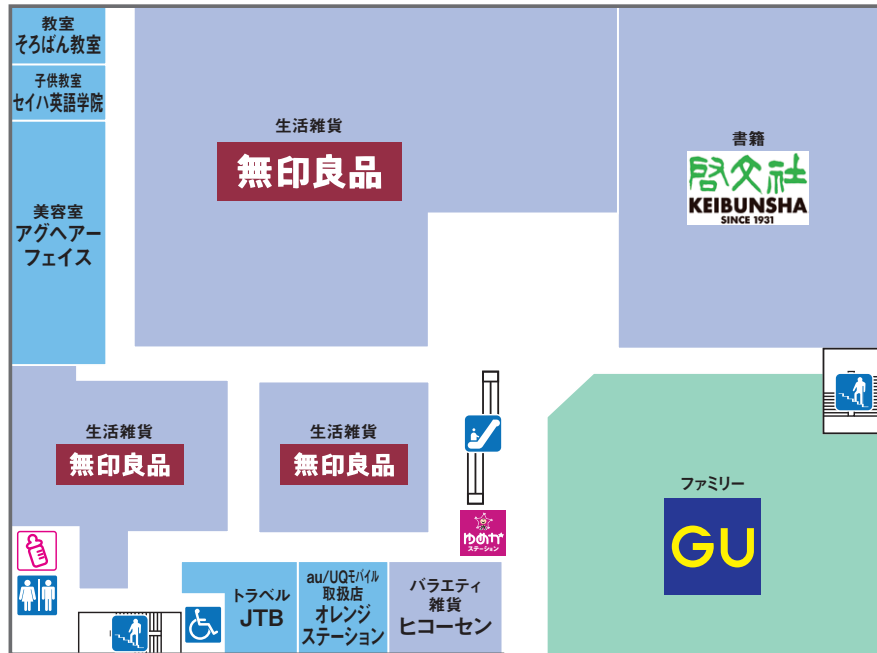 教室
そろばん教室
子供教室
セイハ英語学院
美容室
アグヘアー
フェイス
生活雑貨
無印良品
書籍
啓文社
KEIBUNSHA
SINCE 1931
生活雑貨
無印良品
生活雑貨
無印良品
ゆめか
ステーション
ファミリー
GU
トラベル
JTB
au/UQモバイル
取扱店
オレンジ
ステーション
バラエティ
雑貨
ヒコーセン